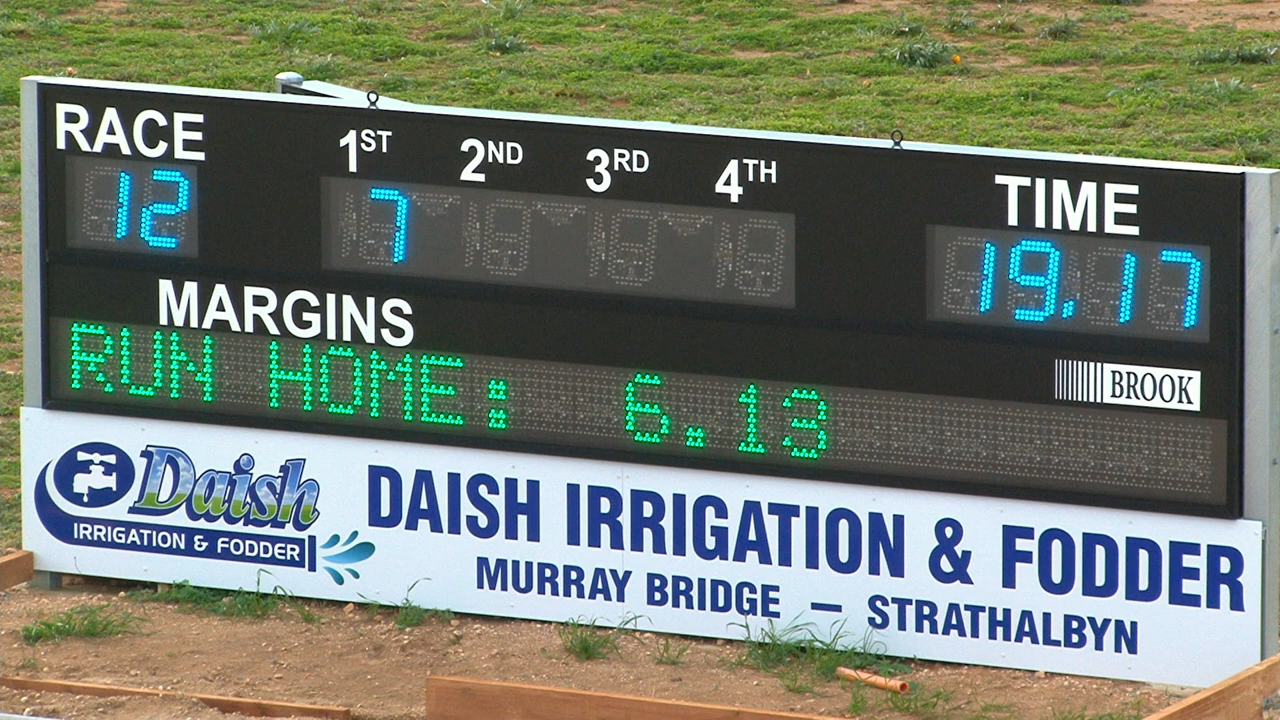 RACE 1ST 2ND 3RD 4TH TIME
12 7 19.17
MARGINS
RUN HOME: 6.13
BROOK
Daish
IRRIGATION & FODDER
DAISH IRRIGATION & FODDER
MURRAY BRIDGE – STRATHALBYN